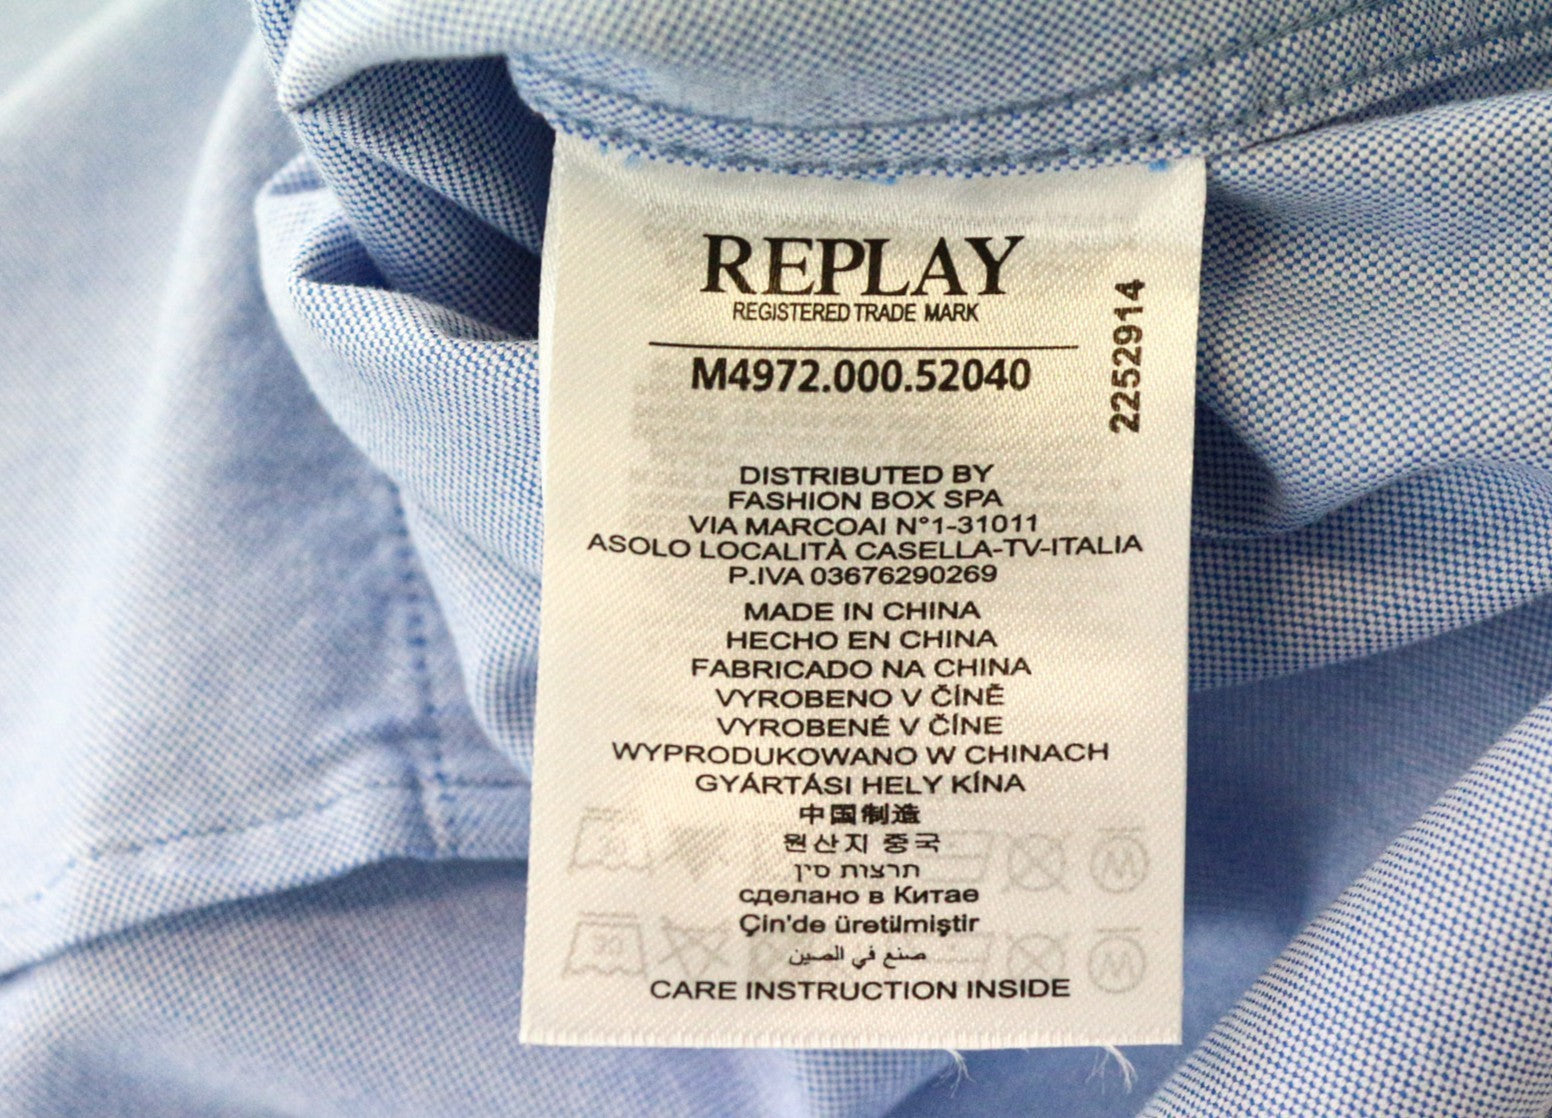 REPLAY
REGISTERED TRADE MARK
M4972.000.52040
2252914
DISTRIBUTED BY
FASHION BOX SPA
VIA MARCOAI N°1-31011
ASOLO LOCALITÀ CASELLA-TV-ITALIA
P.IVA 03676290269
MADE IN CHINA
HECHO EN CHINA
FABRICADO NA CHINA
VYROBENO V ČÍNĚ
VYROBENÉ V ČÍNE
WYPRODUKOWANO W CHINACH
GYÁRTÁSI HELY KÍNA
中国制造
원산지 중국
תרצות סין
сделано в Китае
Çin'de üretilmiştir
صنع في الصين
CARE INSTRUCTION INSIDE